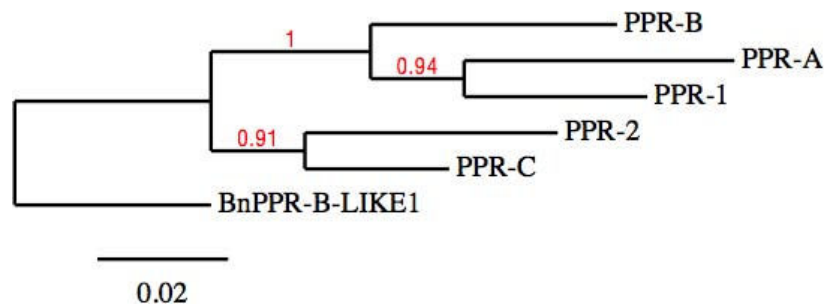 PPR-B
1
PPR-A
0.94
PPR-1
PPR-2
0.91
PPR-C
BnPPR-B-LIKE1
0.02